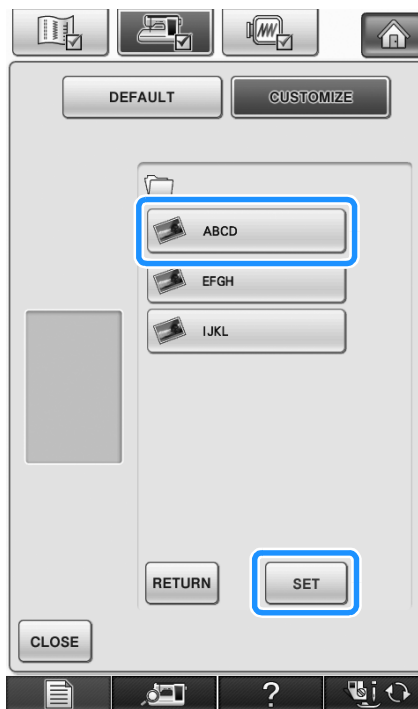 DEFAULT CUSTOMIZE
ABCD
EFGH
IJKL
RETURN SET
CLOSE
?